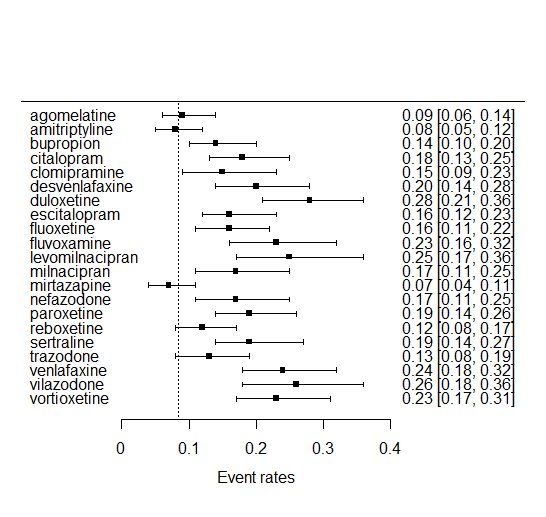 agomelatine 0.09 [0.06, 0.14]
amitriptyline 0.08 [0.05, 0.12]
bupropion 0.14 [0.10, 0.20]
citalopram 0.18 [0.13, 0.25]
clomipramine 0.15 [0.09, 0.23]
desvenlafaxine 0.20 [0.14, 0.28]
duloxetine 0.28 [0.21, 0.36]
escitalopram 0.16 [0.12, 0.23]
fluoxetine 0.16 [0.11, 0.22]
fluvoxamine 0.23 [0.16, 0.32]
levomilnacipran 0.25 [0.17, 0.36]
milnacipran 0.17 [0.11, 0.25]
mirtazapine 0.07 [0.04, 0.11]
nefazodone 0.17 [0.11, 0.25]
paroxetine 0.19 [0.14, 0.26]
reboxetine 0.12 [0.08, 0.17]
sertraline 0.19 [0.14, 0.27]
trazodone 0.13 [0.08, 0.19]
venlafaxine 0.24 [0.18, 0.32]
vilazodone 0.26 [0.18, 0.36]
vortioxetine 0.23 [0.17, 0.31]
0 0.1 0.2 0.3 0.4
Event rates